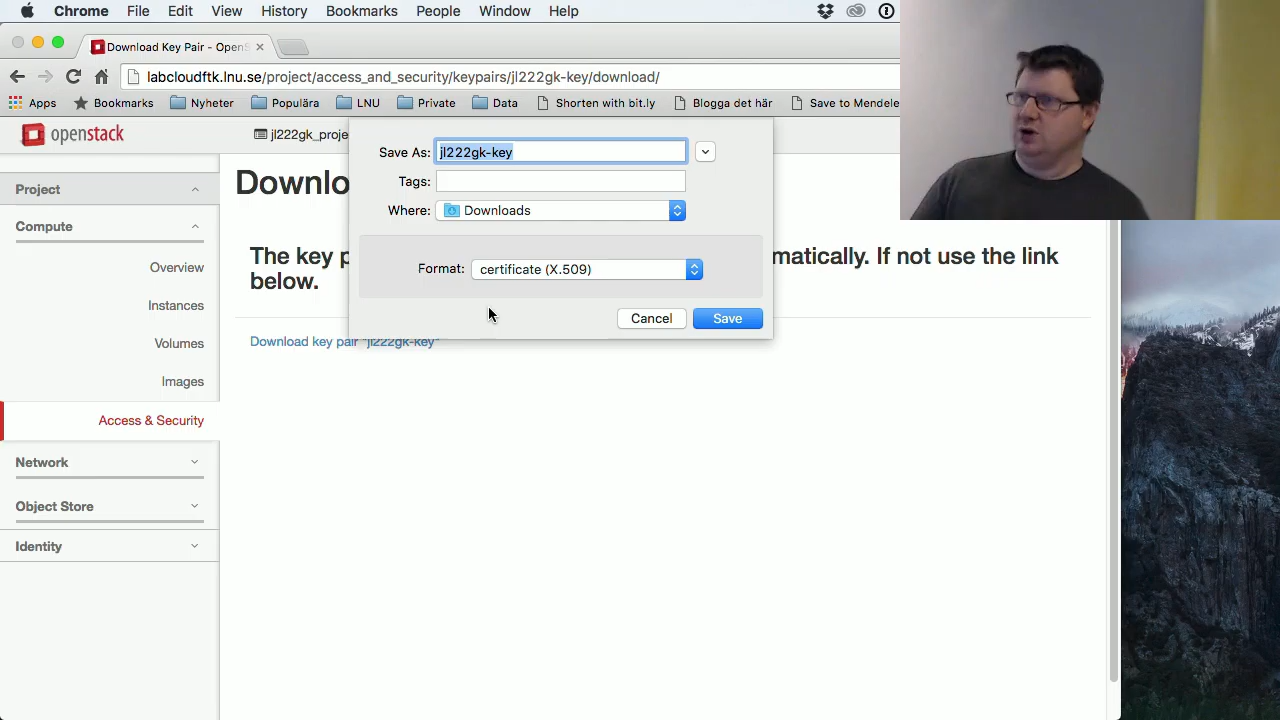 Chrome File Edit View History Bookmarks People Window Help
Download Key Pair - OpenS
labcloudftk.lnu.se/project/access_and_security/keypairs/jl222gk-key/download/
Apps Bookmarks Nyheter Populära LNU Private Data Shorten with bit.ly Blogga det här Save to Mendele
openstack
jl222gk_proje
Save As: jl222gk-key
Tags:
Where: Downloads
Format: certificate (X.509)
Cancel Save
Project
Compute
Overview
Instances
Volumes
Images
Access & Security
Network
Object Store
Identity
Downlo
The key p matically. If not use the link
below.
Download key pair "jl222gk-key"